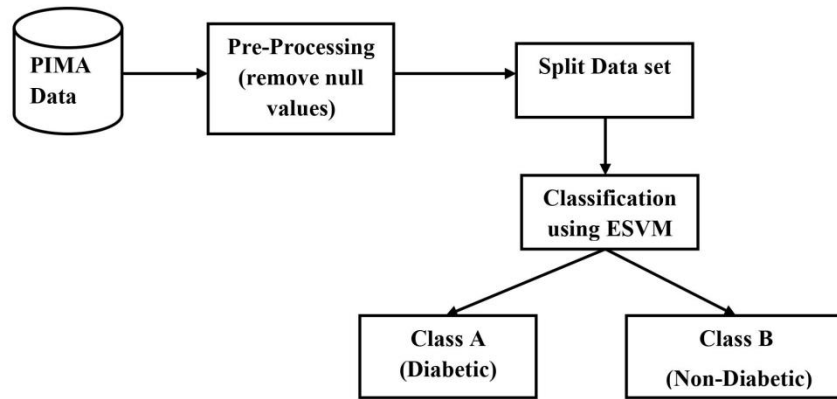 PIMA
Data
Pre-Processing
(remove null
values)
Split Data set
Classification
using ESVM
Class A
(Diabetic)
Class B
(Non-Diabetic)